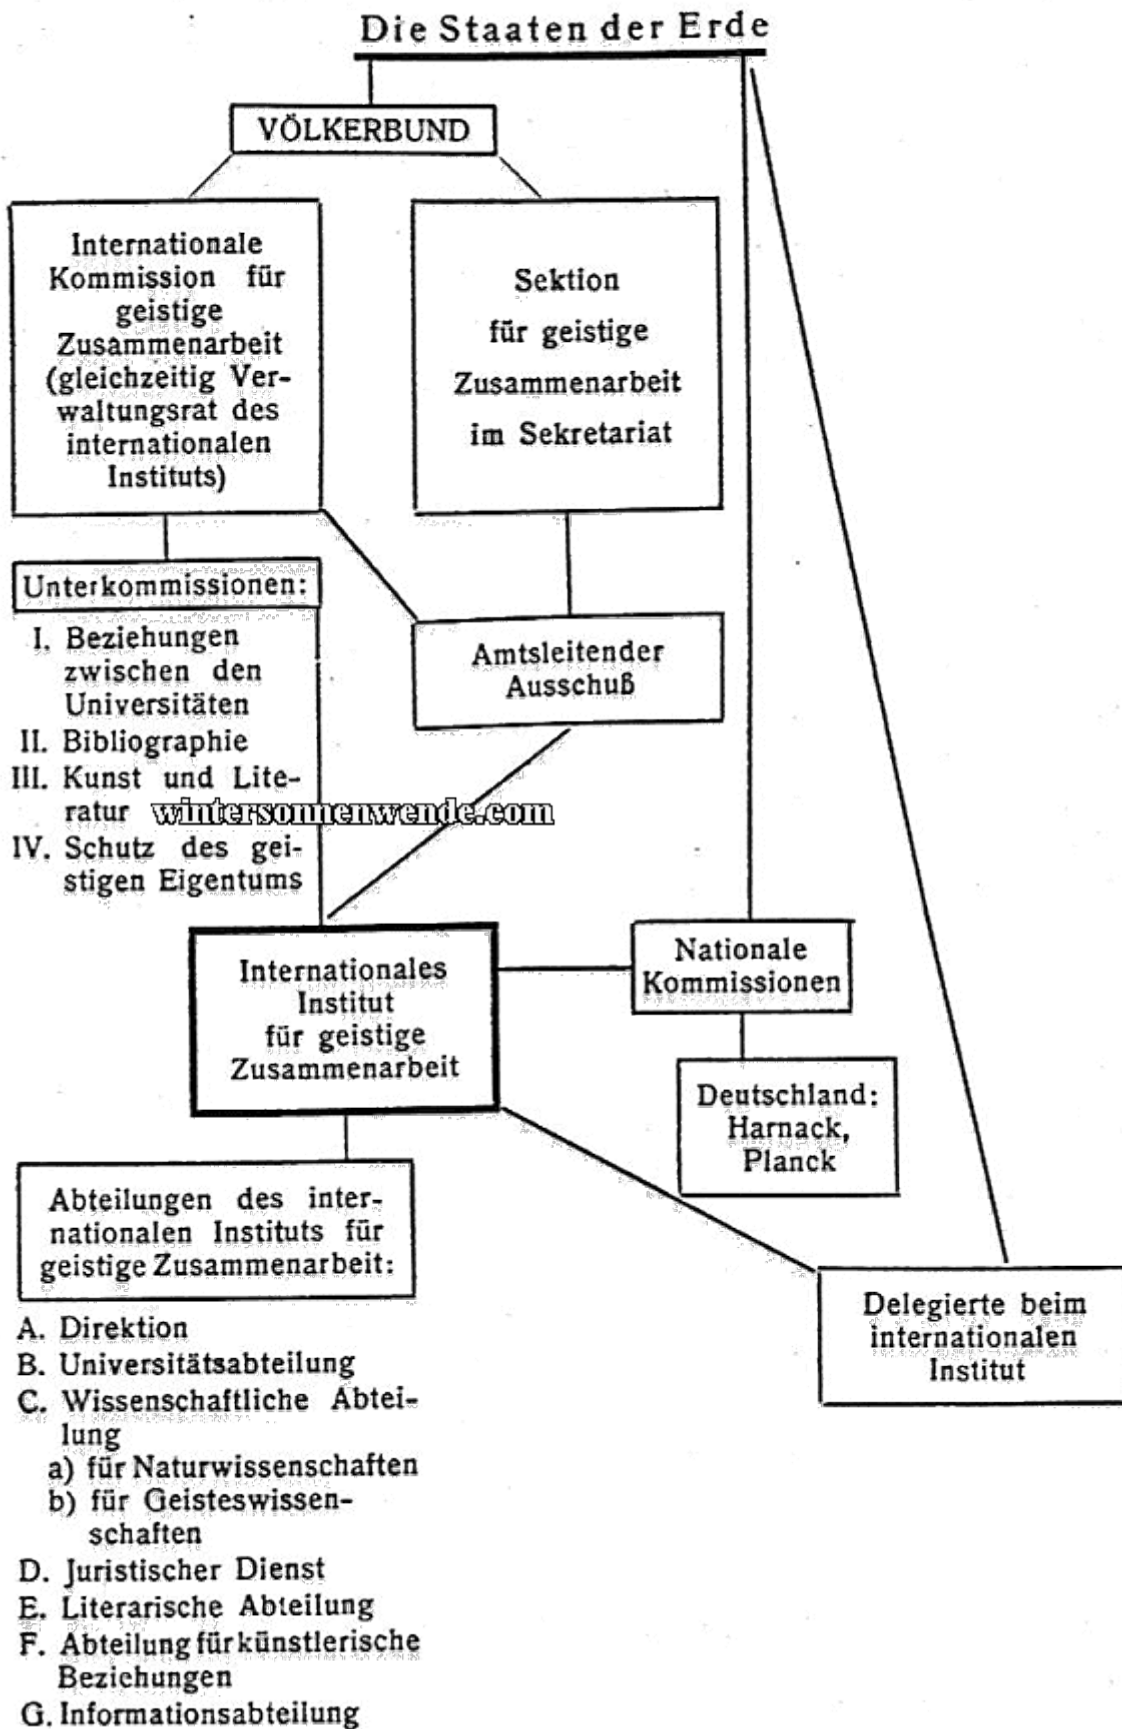 Die Staaten der Erde
VÖLKERBUND
Internationale
Kommission für
geistige
Zusammenarbeit
(gleichzeitig Ver-
waltungsrat des
internationalen
Instituts)
Sektion
für geistige
Zusammenarbeit
im Sekretariat
Unterkommissionen:
I. Beziehungen
zwischen den
Universitäten
II. Bibliographie
III. Kunst und Lite-
ratur
IV. Schutz des gei-
stigen Eigentums
wintersonnenwende.com
Amtsleitender
Ausschuß
Internationales
Institut
für geistige
Zusammenarbeit
Nationale
Kommissionen
Deutschland:
Harnack,
Planck
Abteilungen des inter-
nationalen Instituts für
geistige Zusammenarbeit:
Delegierte beim
internationalen
Institut
A. Direktion
B. Universitätsabteilung
C. Wissenschaftliche Abtei-
lung
a) für Naturwissenschaften
b) für Geisteswissen-
schaften
D. Juristischer Dienst
E. Literarische Abteilung
F. Abteilung für künstlerische
Beziehungen
G. Informationsabteilung